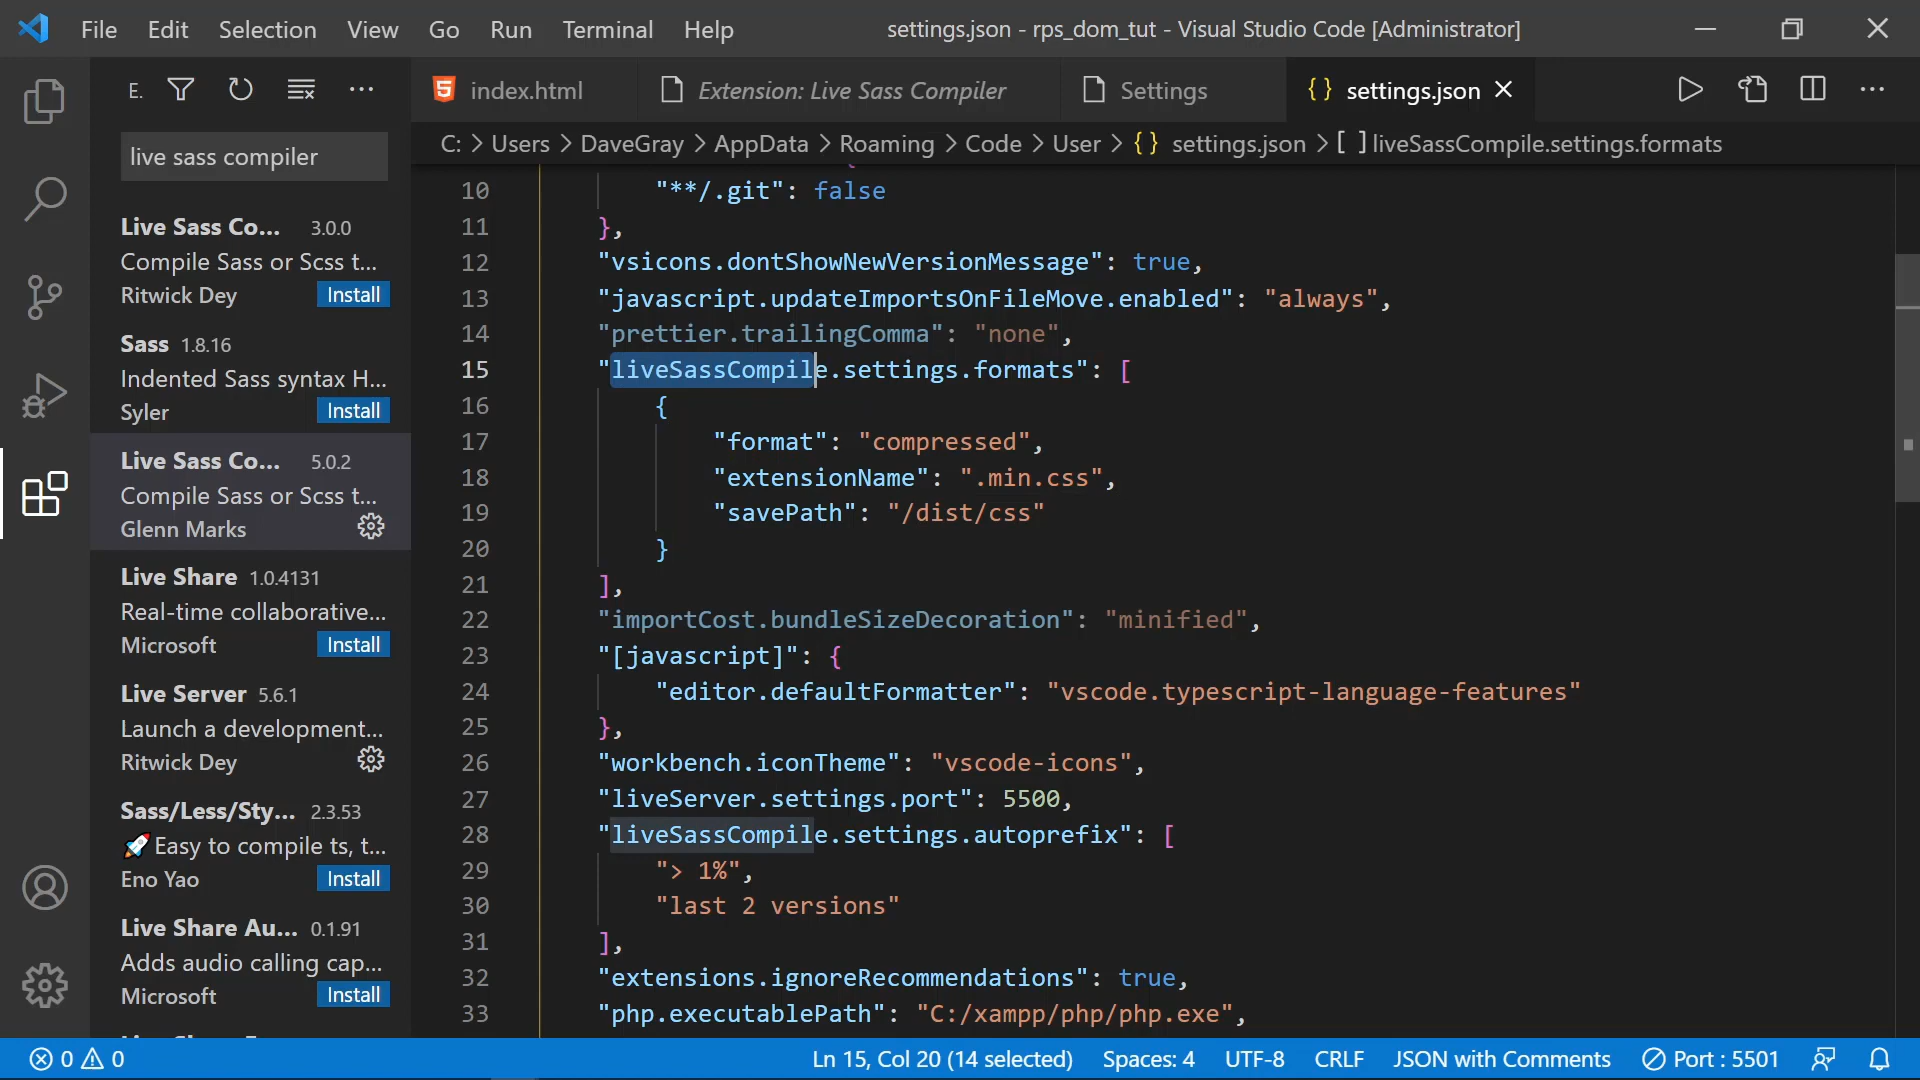 File Edit Selection View Go Run Terminal Help settings.json - rps_dom_tut - Visual Studio Code [Administrator]
E.
live sass compiler
Live Sass Co... 3.0.0
Compile Sass or Scss t...
Ritwick Dey Install
Sass 1.8.16
Indented Sass syntax H...
Syler Install
Live Sass Co... 5.0.2
Compile Sass or Scss t...
Glenn Marks
Live Share 1.0.4131
Real-time collaborative...
Microsoft Install
Live Server 5.6.1
Launch a development...
Ritwick Dey
Sass/Less/Sty... 2.3.53
🚀Easy to compile ts, t...
Eno Yao Install
Live Share Au... 0.1.91
Adds audio calling cap...
Microsoft Install
index.html Extension: Live Sass Compiler Settings {} settings.json
C: > Users > DaveGray > AppData > Roaming > Code > User > {} settings.json > [ ] liveSassCompile.settings.formats
10 "**/.git": false
11 },
12 "vsicons.dontShowNewVersionMessage": true,
13 "javascript.updateImportsOnFileMove.enabled": "always",
14 "prettier.trailingComma": "none",
15 "liveSassCompile.settings.formats": [
16 {
17 "format": "compressed",
18 "extensionName": ".min.css",
19 "savePath": "/dist/css"
20 }
21 ],
22 "importCost.bundleSizeDecoration": "minified",
23 "[javascript]": {
24 "editor.defaultFormatter": "vscode.typescript-language-features"
25 },
26 "workbench.iconTheme": "vscode-icons",
27 "liveServer.settings.port": 5500,
28 "liveSassCompile.settings.autoprefix": [
29 "> 1%",
30 "last 2 versions"
31 ],
32 "extensions.ignoreRecommendations": true,
33 "php.executablePath": "C:/xampp/php/php.exe",
0 0 Ln 15, Col 20 (14 selected) Spaces: 4 UTF-8 CRLF JSON with Comments Port : 5501